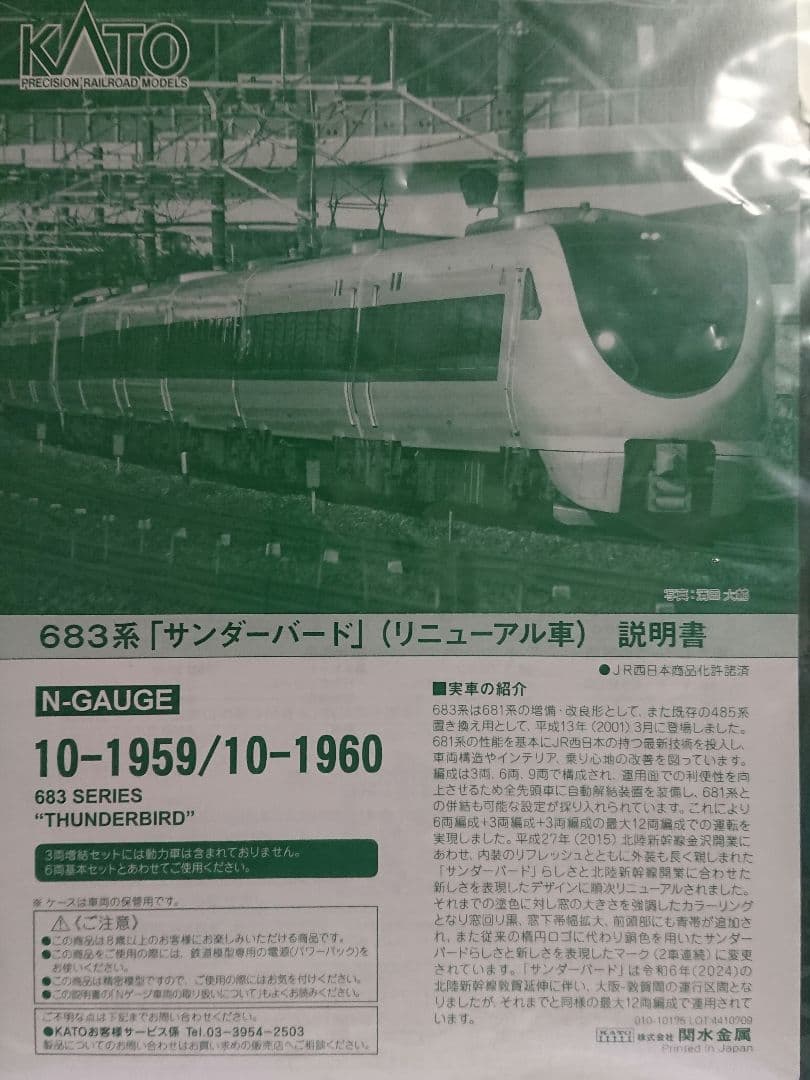 KATO
PRECISION RAILROAD MODELS
683系「サンダーバード」（リニューアル車） 説明書
●JR西日本商品化許諾済
N-GAUGE
10-1959/10-1960
683 SERIES
“THUNDERBIRD”
3両増結セットには動力車は含まれておりません。
6両基本セットとあわせてご使用ください。
※ ケースは車両の保管用です。
⚠〈ご注意〉
●この商品は8歳以上のお客様にお楽しみいただける商品です。
●この商品をご使用の際には、鉄道模型専用の電源(パワーパック)を
お使いください。
●この商品は精密模型ですので、ご使用の際にはお気を付けください。
●この説明書の「Nゲージ車両の取り扱いについて」もよくお読みください。
ご不明な点は下記までお問い合わせください。
●KATOお客様サービス係 Tel.03-3954-2503
製品についてのお問い合わせはお買い求めの販売店へご相談ください。
■実車の紹介
683系は681系の増備・改良形として、また既存の485系
置き換え用として、平成13年(2001)3月に登場しました。
681系の性能を基本にJR西日本の持つ最新技術を投入し、
車両構造やインテリア、乗り心地の改善を図っています。
編成は3両、6両、9両で構成され、運用面での利便性を向
上させるため全先頭車に自動解結装置を装備し、681系と
の併結も可能な設定が採り入れられています。これにより
6両編成+3両編成+3両編成の最大12両編成での運転を
実現しました。平成27年(2015)北陸新幹線金沢開業に
あわせ、内装のリフレッシュとともに外装も長く親しまれた
「サンダーバード」らしさと北陸新幹線開業に合わせた
新しさを表現したデザインに順次リニューアルされました。
それまでの塗色に対し窓の大きさを強調したカラーリング
となり窓回り黒、窓下帯幅拡大、前頭部にも青帯が追加さ
れ、また従来の楕円ロゴに代わり銅色を用いたサンダー
バードらしさと新しさを表現したマーク(2車連続)に変更
されています。「サンダーバード」は令和6年(2024)の
北陸新幹線敦賀延伸に伴い、大阪-敦賀間の運行区間とな
りましたが、それまでと同様の最大12両編成で運用されて
います。
KATO 株式会社 関水金属
Printed in Japan